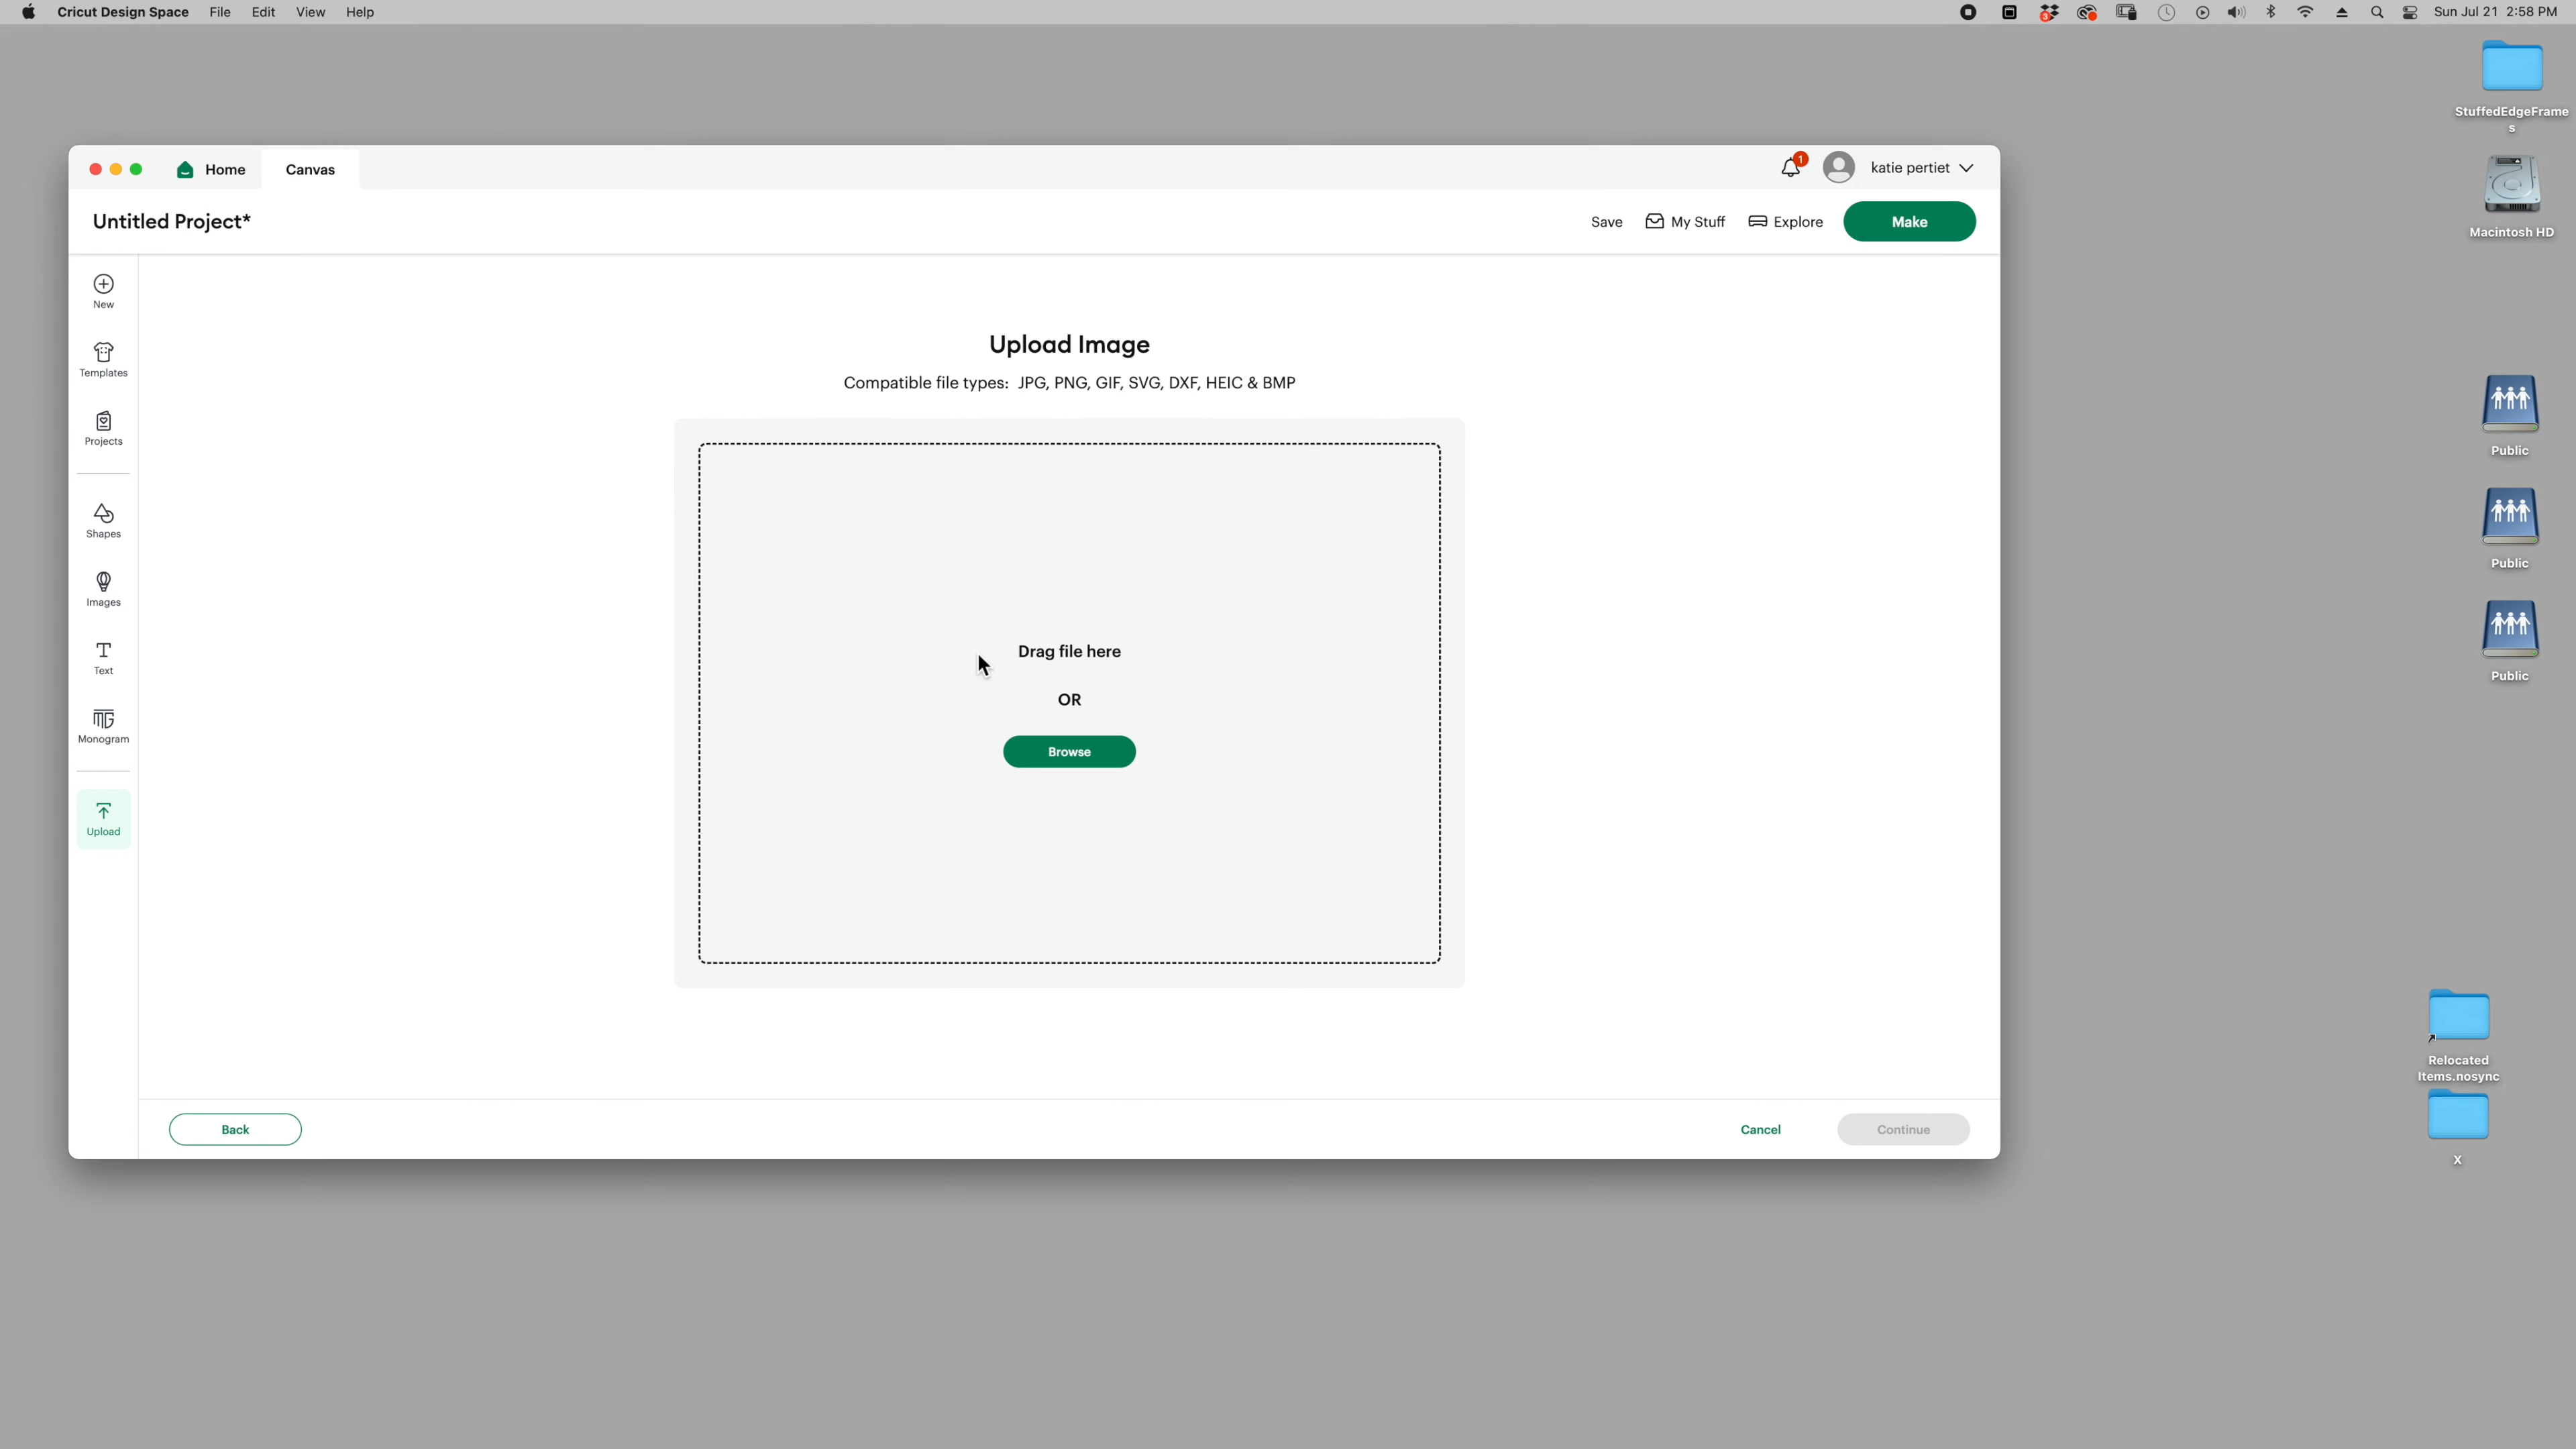 Cricut Design Space File Edit View Help
3
Sun Jul 21 2:58 PM
StuffedEdgeFrame
s
Macintosh HD
Public
Public
Public
Relocated
Items.nosync
X
Home Canvas
1
katie pertiet
Untitled Project*
Save My Stuff Explore Make
New
Templates
Projects
Shapes
Images
Text
Monogram
Upload
Upload Image
Compatible file types: JPG, PNG, GIF, SVG, DXF, HEIC & BMP
Drag file here
OR
Browse
Back Cancel Continue